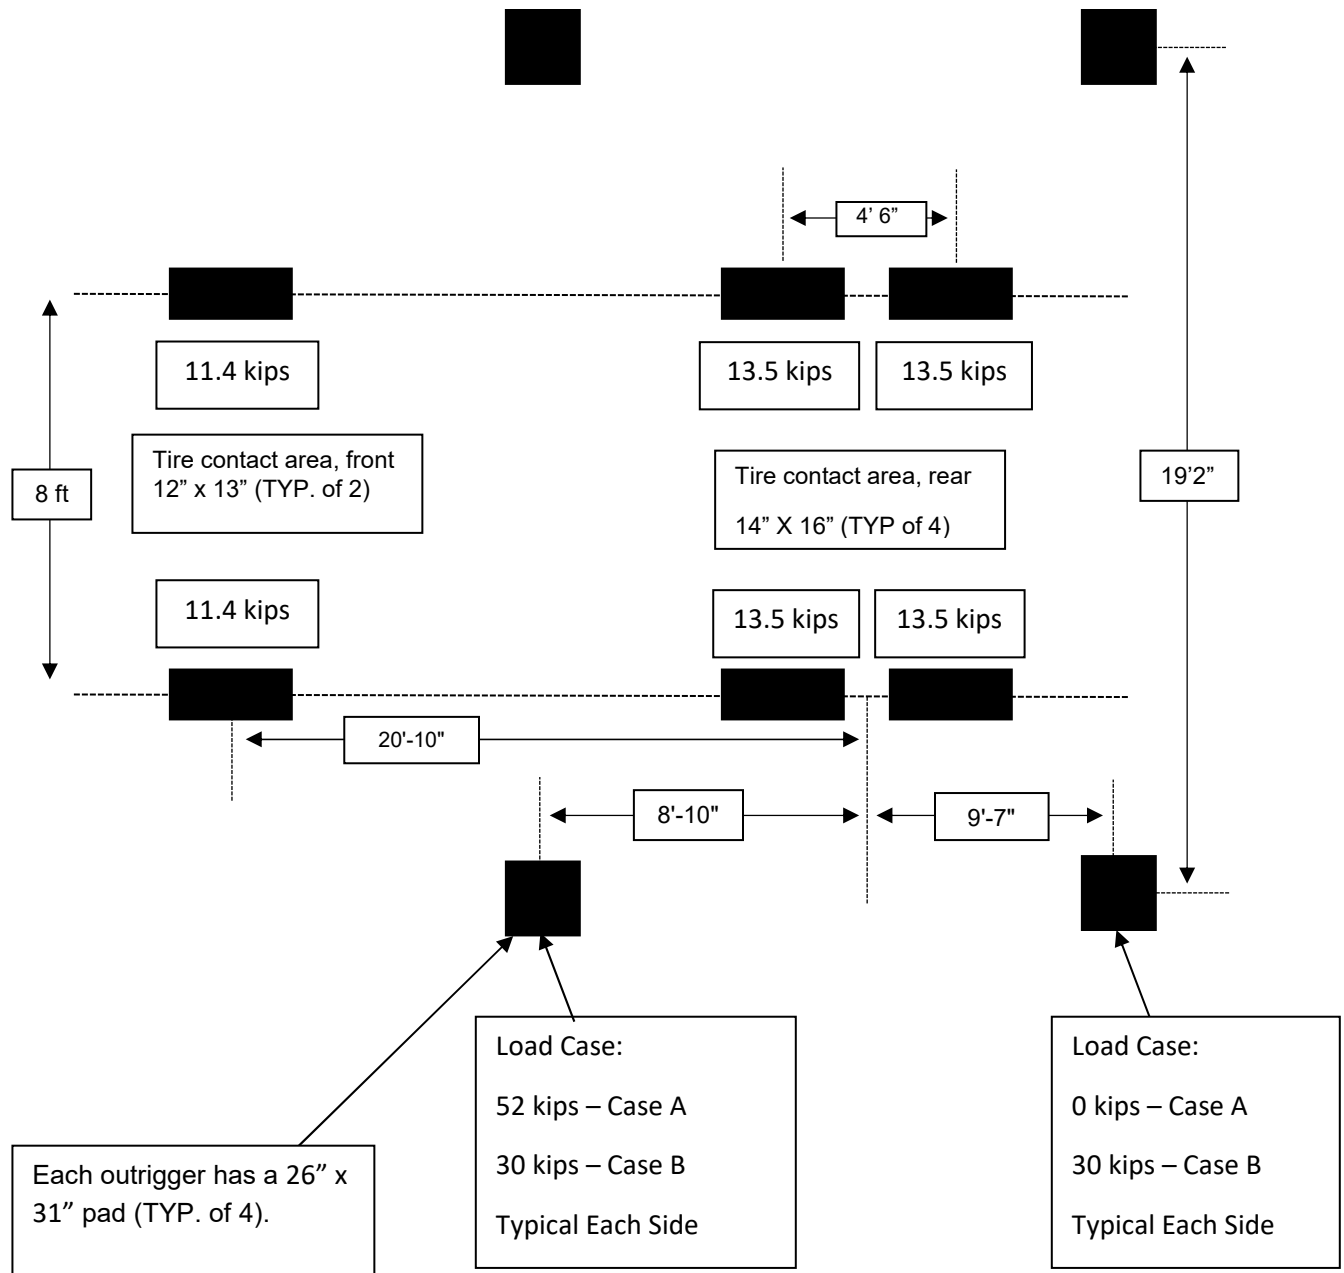 4’ 6”
11.4 kips
13.5 kips
13.5 kips
Tire contact area, front
12” x 13” (TYP. of 2)
8 ft
Tire contact area, rear
14” X 16” (TYP of 4)
19’2”
11.4 kips
13.5 kips
13.5 kips
20'-10"
8'-10"
9'-7"
Load Case:
52 kips – Case A
30 kips – Case B
Typical Each Side
Load Case:
0 kips – Case A
30 kips – Case B
Typical Each Side
Each outrigger has a 26” x
31” pad (TYP. of 4).